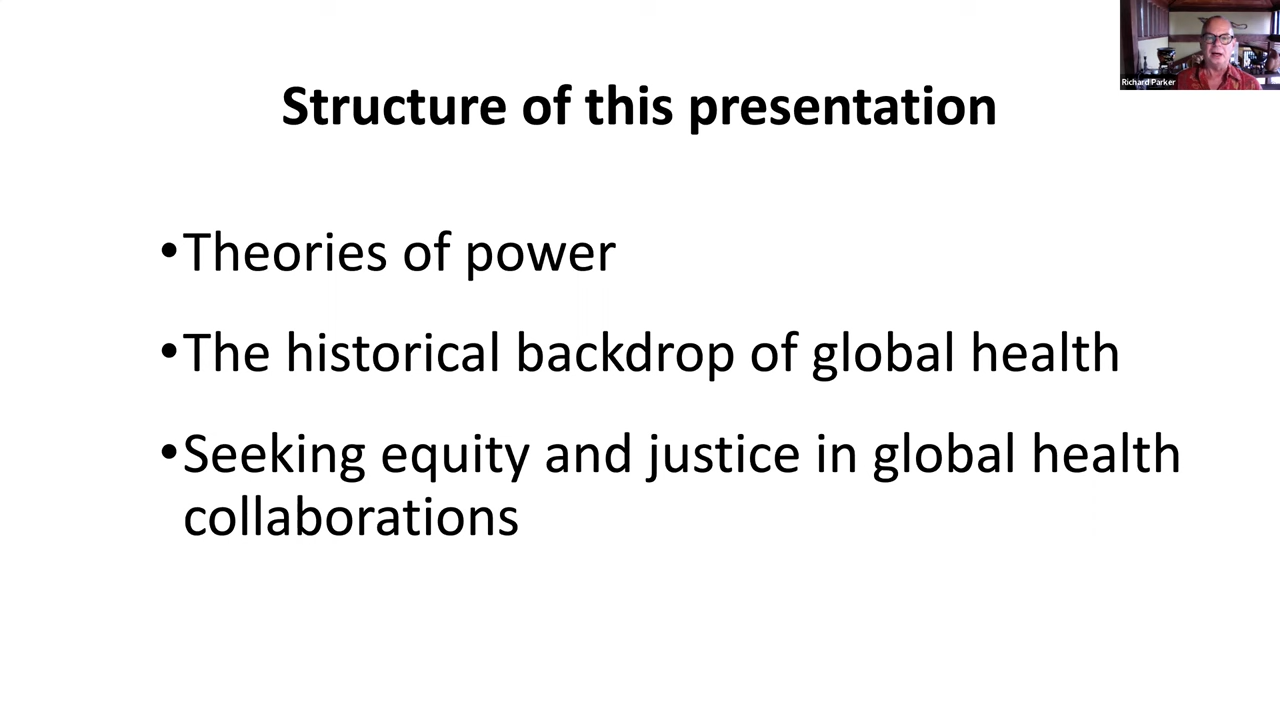 Richard Parker
Structure of this presentation
•Theories of power
•The historical backdrop of global health
•Seeking equity and justice in global health
collaborations